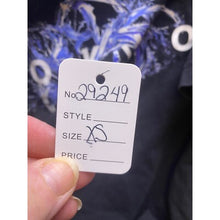 No. 29249
STYLE
SIZE XS
PRICE